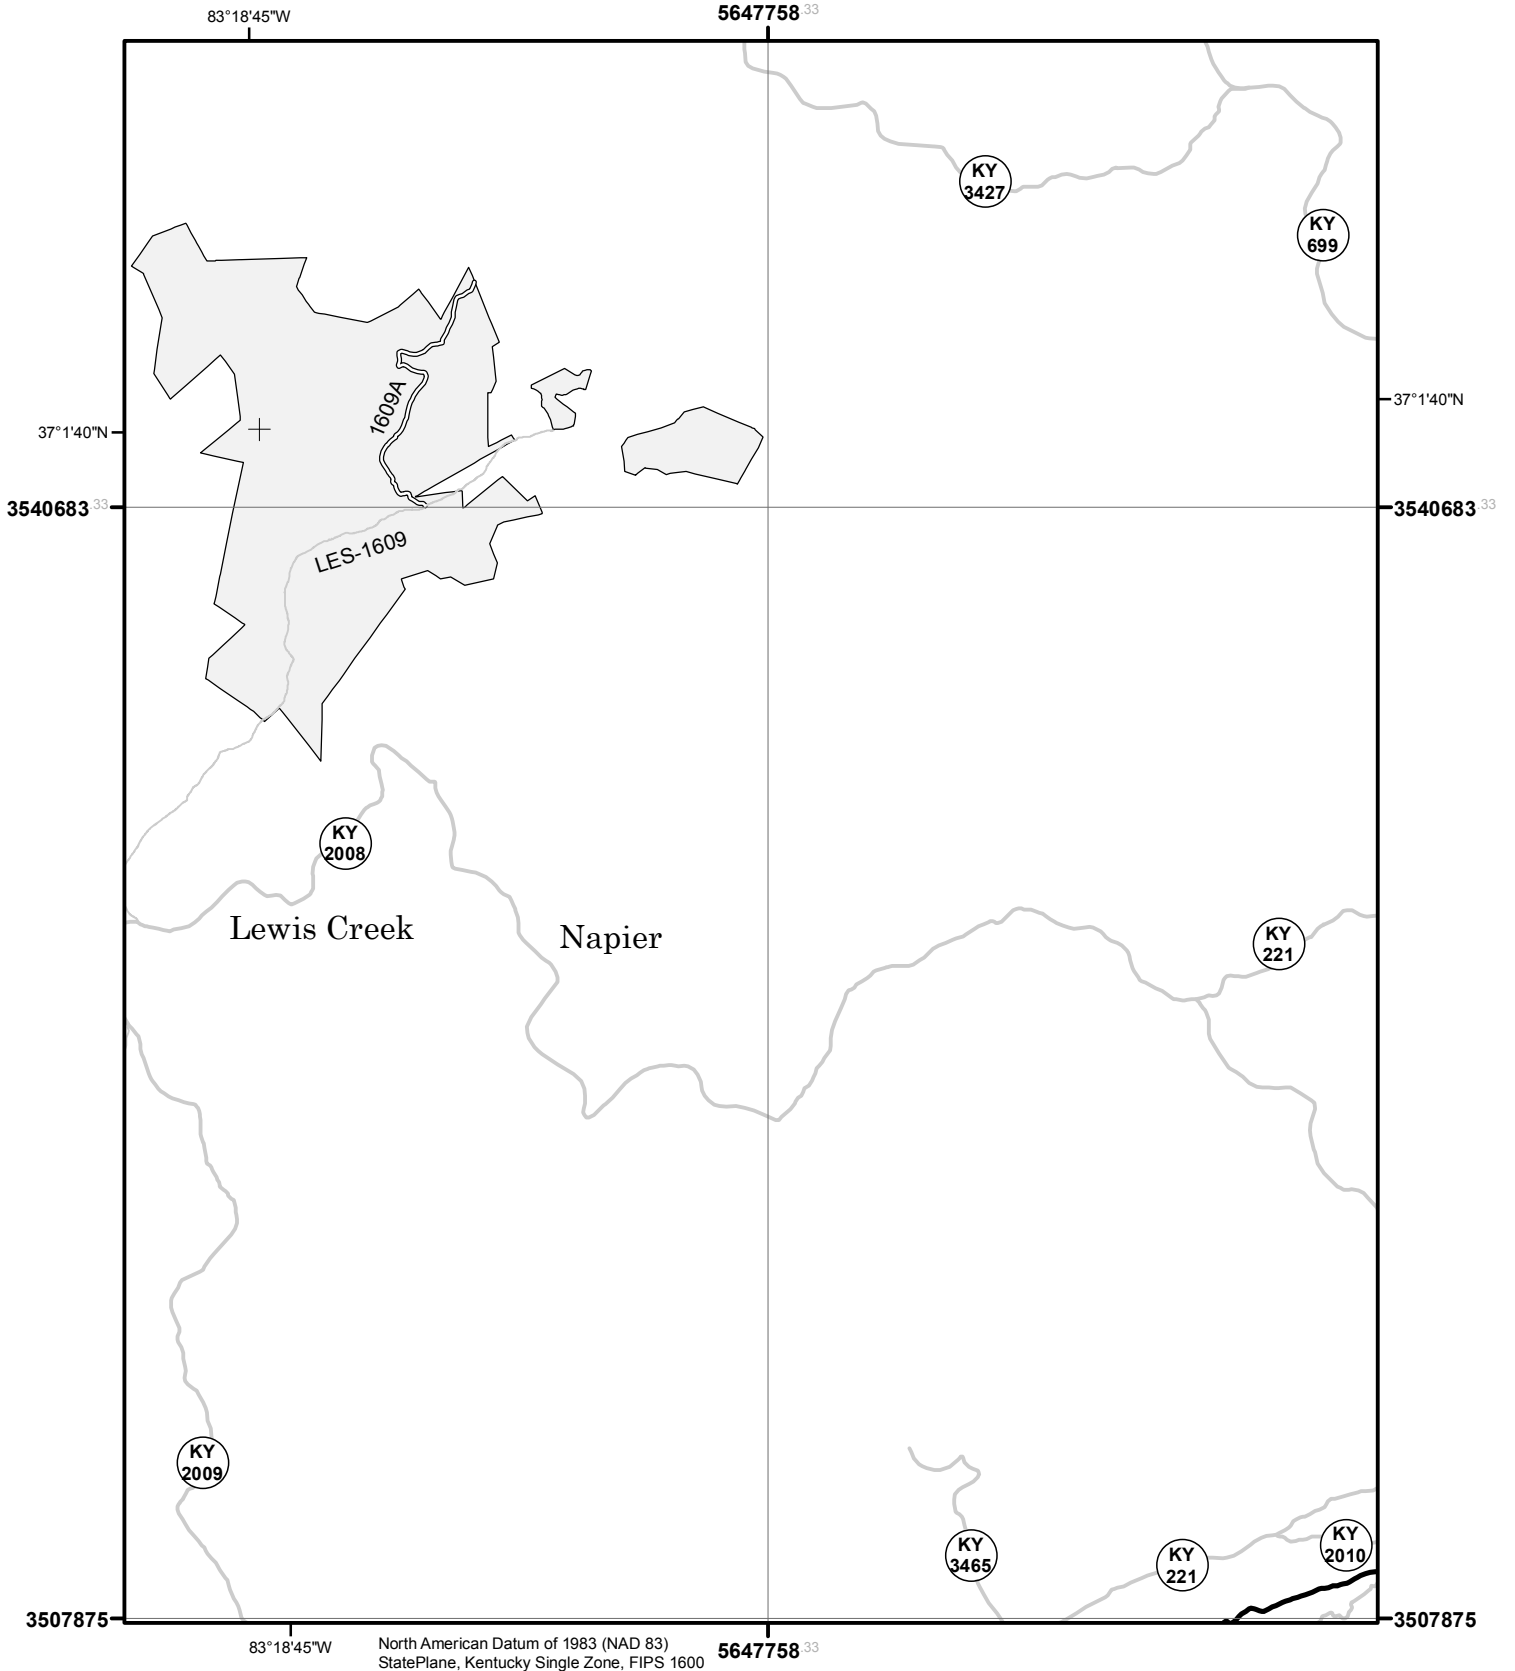 83°18'45"W
5647758.33
KY
3427
KY
699
1609A
37°1'40"N
37°1'40"N
3540683.33
3540683.33
LES-1609
KY
2008
Lewis Creek
Napier
KY
221
KY
2009
KY
3465
KY
221
KY
2010
3507875
3507875
83°18'45"W
North American Datum of 1983 (NAD 83)
StatePlane, Kentucky Single Zone, FIPS 1600
5647758.33